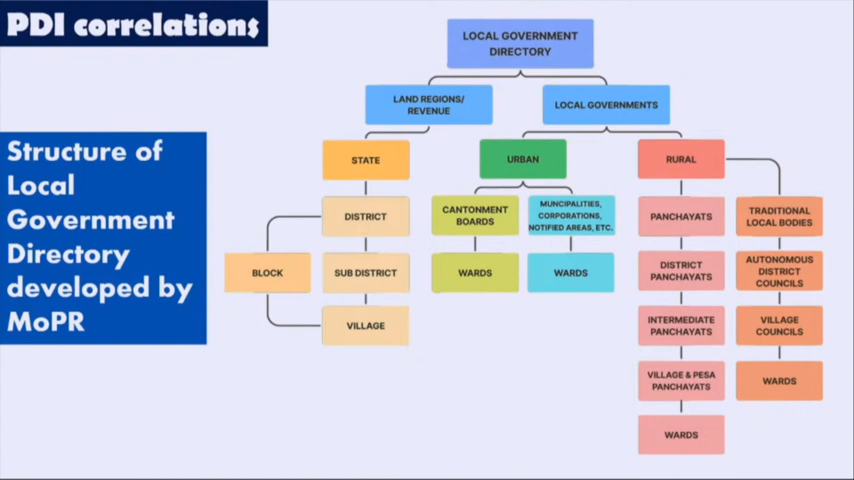 PDI correlations
Structure of
Local
Government
Directory
developed by
MoPR
LOCAL GOVERNMENT
DIRECTORY
LAND REGIONS/
REVENUE
LOCAL GOVERNMENTS
STATE
URBAN
RURAL
DISTRICT
CANTONMENT
BOARDS
MUNCIPALITIES,
CORPORATIONS,
NOTIFIED AREAS, ETC.
PANCHAYATS
TRADITIONAL
LOCAL BODIES
BLOCK
SUB DISTRICT
WARDS
WARDS
DISTRICT
PANCHAYATS
AUTONOMOUS
DISTRICT
COUNCILS
VILLAGE
INTERMEDIATE
PANCHAYATS
VILLAGE
COUNCILS
VILLAGE & PESA
PANCHAYATS
WARDS
WARDS